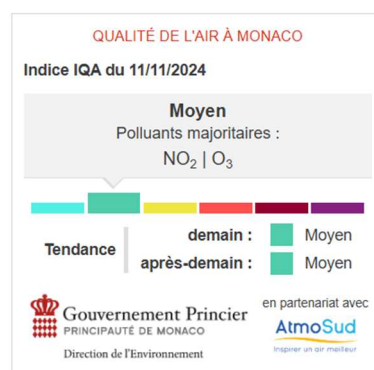 QUALITÉ DE L'AIR À MONACO
Indice IQA du 11/11/2024
Moyen
Polluants majoritaires :
NO₂ | O₃
Tendance
demain : Moyen
après-demain : Moyen
Gouvernement Princier
PRINCIPAUTÉ DE MONACO
Direction de l'Environnement
en partenariat avec
AtmoSud
Inspirer un air meilleur